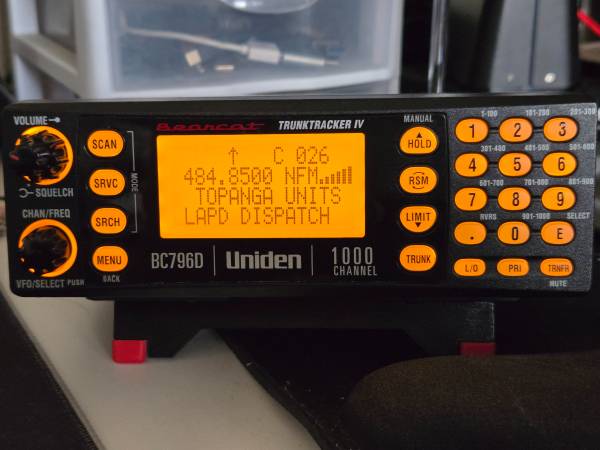 VOLUME
SQUELCH
CHAN/FREQ
VFO/SELECT PUSH
SCAN
SRVC
SRCH
MODE
MENU
BACK
Bearcat TRUNKTRACKER IV
↑ C 026
484.8500 NFM
TOPANGA UNITS
LAPD DISPATCH
BC796D Uniden 1000 CHANNEL
MANUAL
HOLD
RSM
LIMIT
TRUNK
1-100 101-200 201-300
1 2 3
301-400 401-500 501-600
4 5 6
601-700 701-800 801-900
7 8 9
RVRS 901-1000 SELECT
. 0 E
L/O PRI TRNFR
MUTE